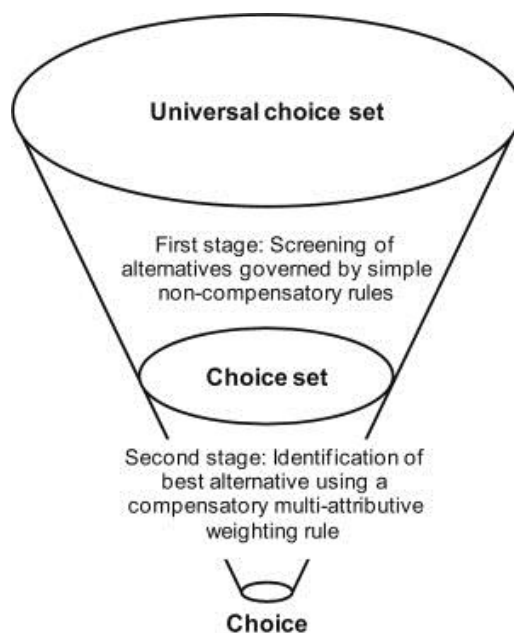 Universal choice set
First stage: Screening of
alternatives governed by simple
non-compensatory rules
Choice set
Second stage: Identification of
best alternative using a
compensatory multi-attributive
weighting rule
Choice